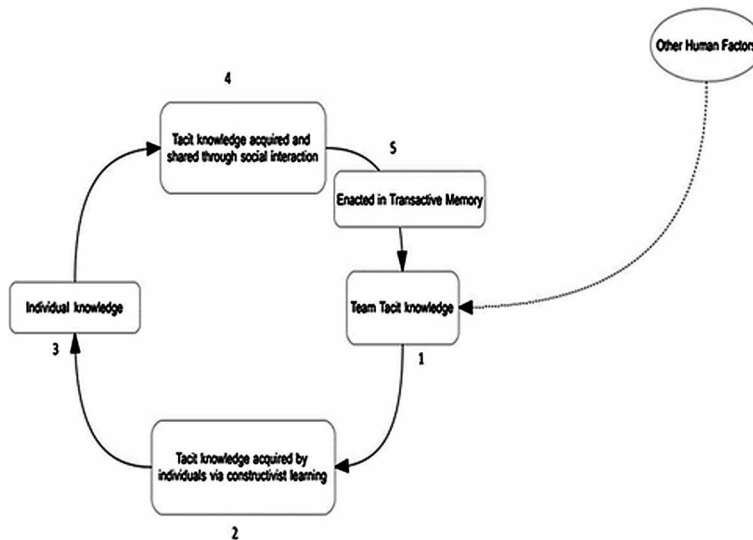 Other Human Factors
4
Tacit knowledge acquired and
shared through social interaction
5
Enacted in Transactive Memory
Individual knowledge
3
Team Tacit knowledge
1
Tacit knowledge acquired by
individuals via constructivist learning
2